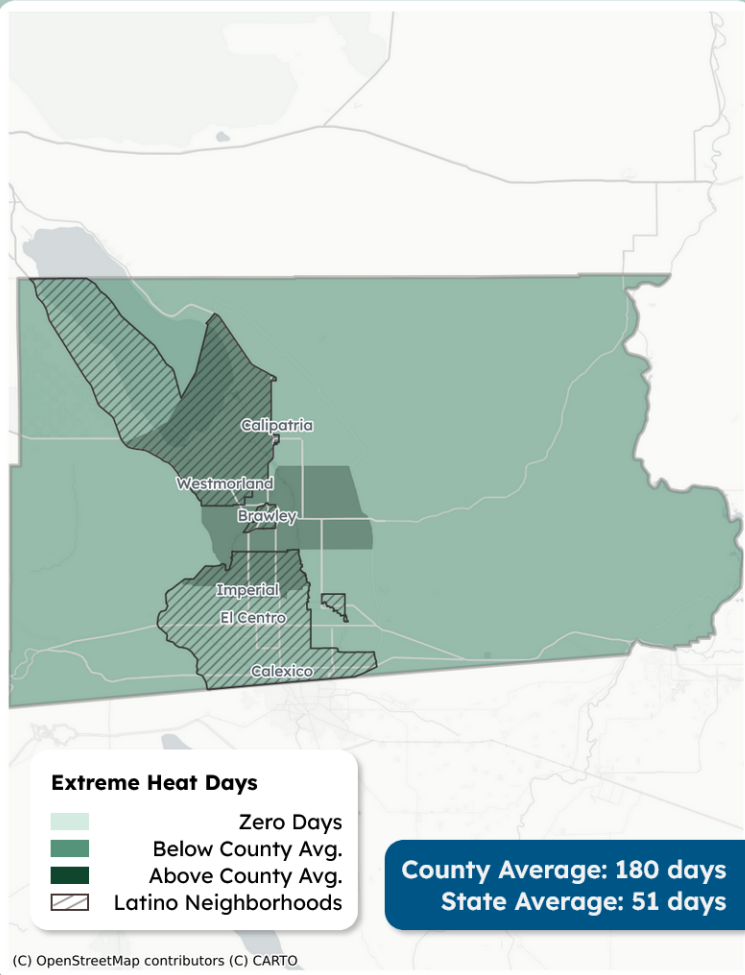 Calipatria
Westmorland
Brawley
Imperial
El Centro
Calexico
Extreme Heat Days
Zero Days
Below County Avg.
Above County Avg.
Latino Neighborhoods
County Average: 180 days
State Average: 51 days
(C) OpenStreetMap contributors (C) CARTO